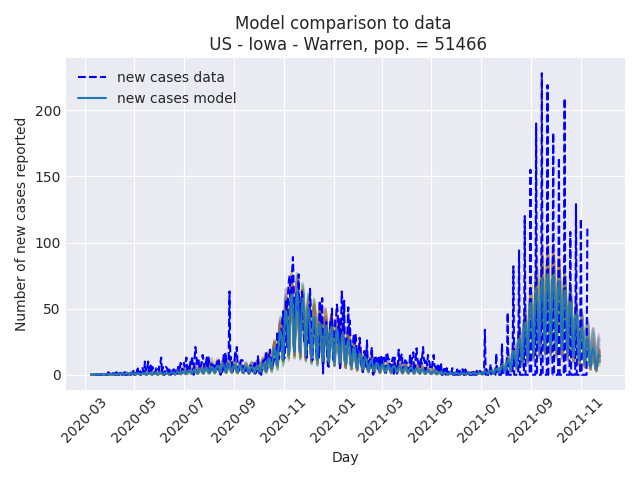 Model comparison to data
US - Iowa - Warren, pop. = 51466
new cases data
new cases model
Number of new cases reported
200
150
100
50
0
2020-03
2020-05
2020-07
2020-09
2020-11
2021-01
2021-03
2021-05
2021-07
2021-09
2021-11
Day